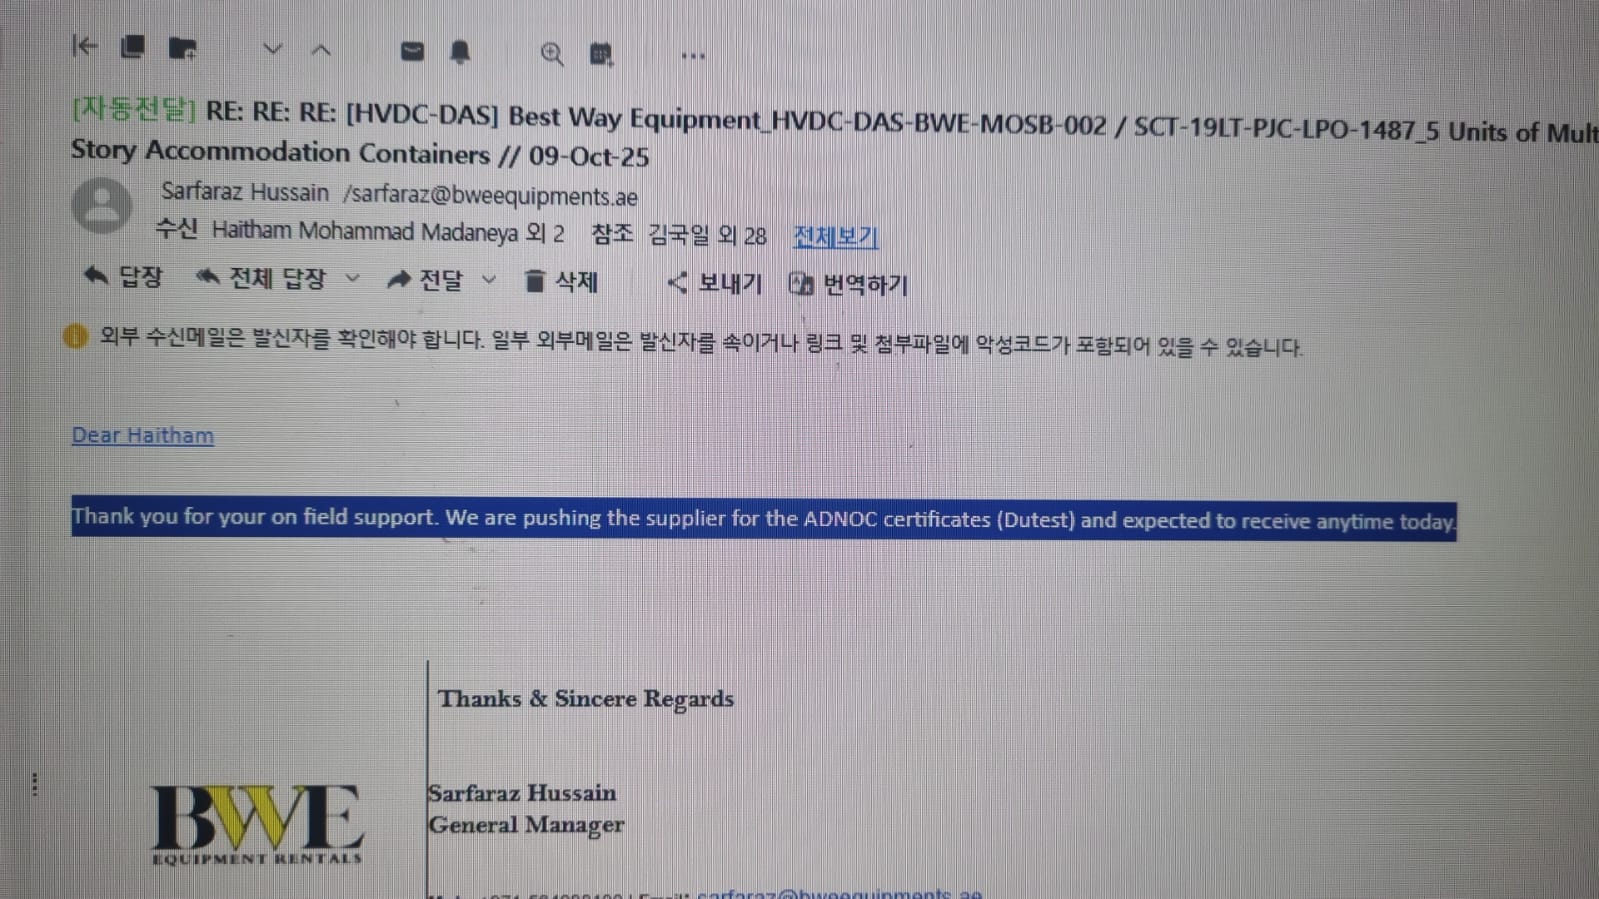 [자동전달] RE: RE: RE: [HVDC-DAS] Best Way Equipment_HVDC-DAS-BWE-MOSB-002 / SCT-19LT-PJC-LPO-1487_5 Units of Mult
Story Accommodation Containers // 09-Oct-25
Sarfaraz Hussain /sarfaraz@bweequipments.ae
수신 Haitham Mohammad Madaneya 외 2 참조 김국일 외 28 전체보기
답장 전체 답장 전달 삭제 보내기 번역하기
외부 수신메일은 발신자를 확인해야 합니다. 일부 외부메일은 발신자를 속이거나 링크 및 첨부파일에 악성코드가 포함되어 있을 수 있습니다.
Dear Haitham
Thank you for your on field support. We are pushing the supplier for the ADNOC certificates (Dutest) and expected to receive anytime today.
Thanks & Sincere Regards
Sarfaraz Hussain
General Manager
BWE
EQUIPMENT RENTALS
sarfaraz@bweequipments.ae